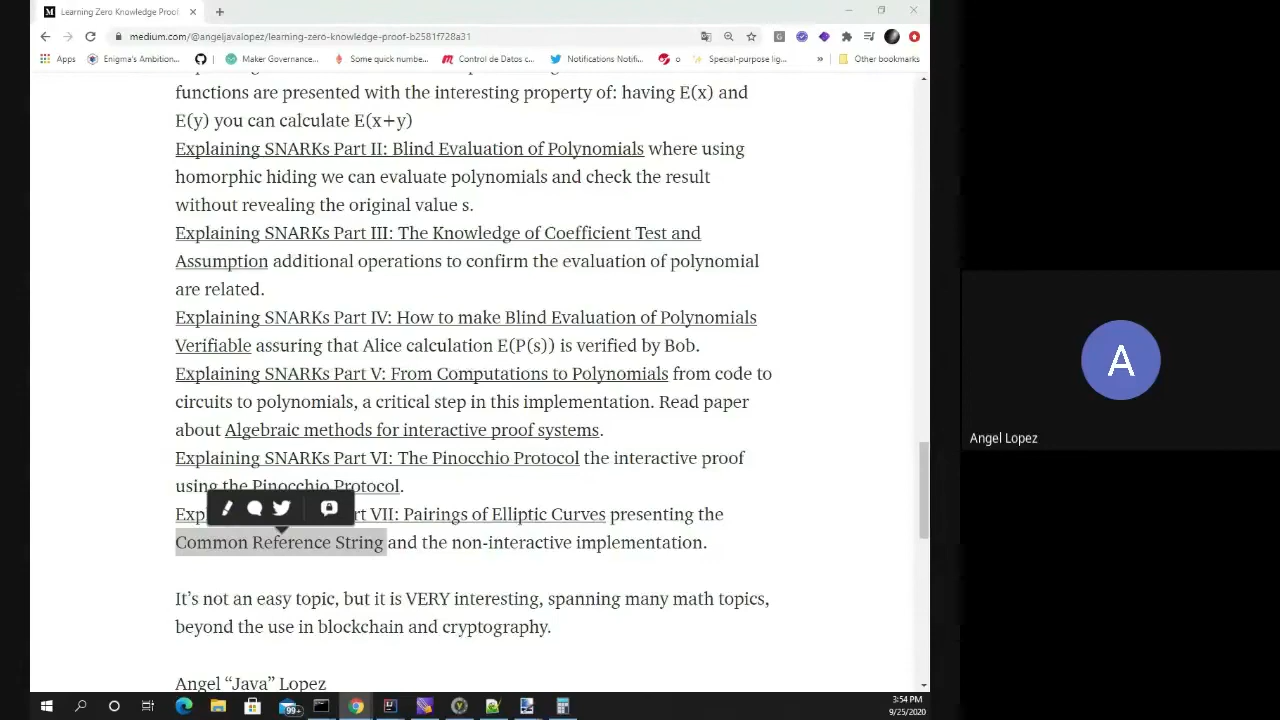 Learning Zero Knowledge Proof
medium.com/@angeljavalopez/learning-zero-knowledge-proof-b2581f728a31
Apps
Enigma's Ambition...
Maker Governance...
Some quick numbe...
Control de Datos c...
Notifications Notifi...
o
Special-purpose lig...
»
Other bookmarks
functions are presented with the interesting property of: having E(x) and
E(y) you can calculate E(x+y)
Explaining SNARKs Part II: Blind Evaluation of Polynomials where using
homorphic hiding we can evaluate polynomials and check the result
without revealing the original value s.
Explaining SNARKs Part III: The Knowledge of Coefficient Test and
Assumption additional operations to confirm the evaluation of polynomial
are related.
Explaining SNARKs Part IV: How to make Blind Evaluation of Polynomials
Verifiable assuring that Alice calculation E(P(s)) is verified by Bob.
Explaining SNARKs Part V: From Computations to Polynomials from code to
circuits to polynomials, a critical step in this implementation. Read paper
about Algebraic methods for interactive proof systems.
Explaining SNARKs Part VI: The Pinocchio Protocol the interactive proof
using the Pinocchio Protocol.
Exp rt VII: Pairings of Elliptic Curves presenting the
Common Reference String and the non-interactive implementation.
It's not an easy topic, but it is VERY interesting, spanning many math topics,
beyond the use in blockchain and cryptography.
Angel “Java” Lopez
A
Angel Lopez
99+
3:54 PM
9/25/2020